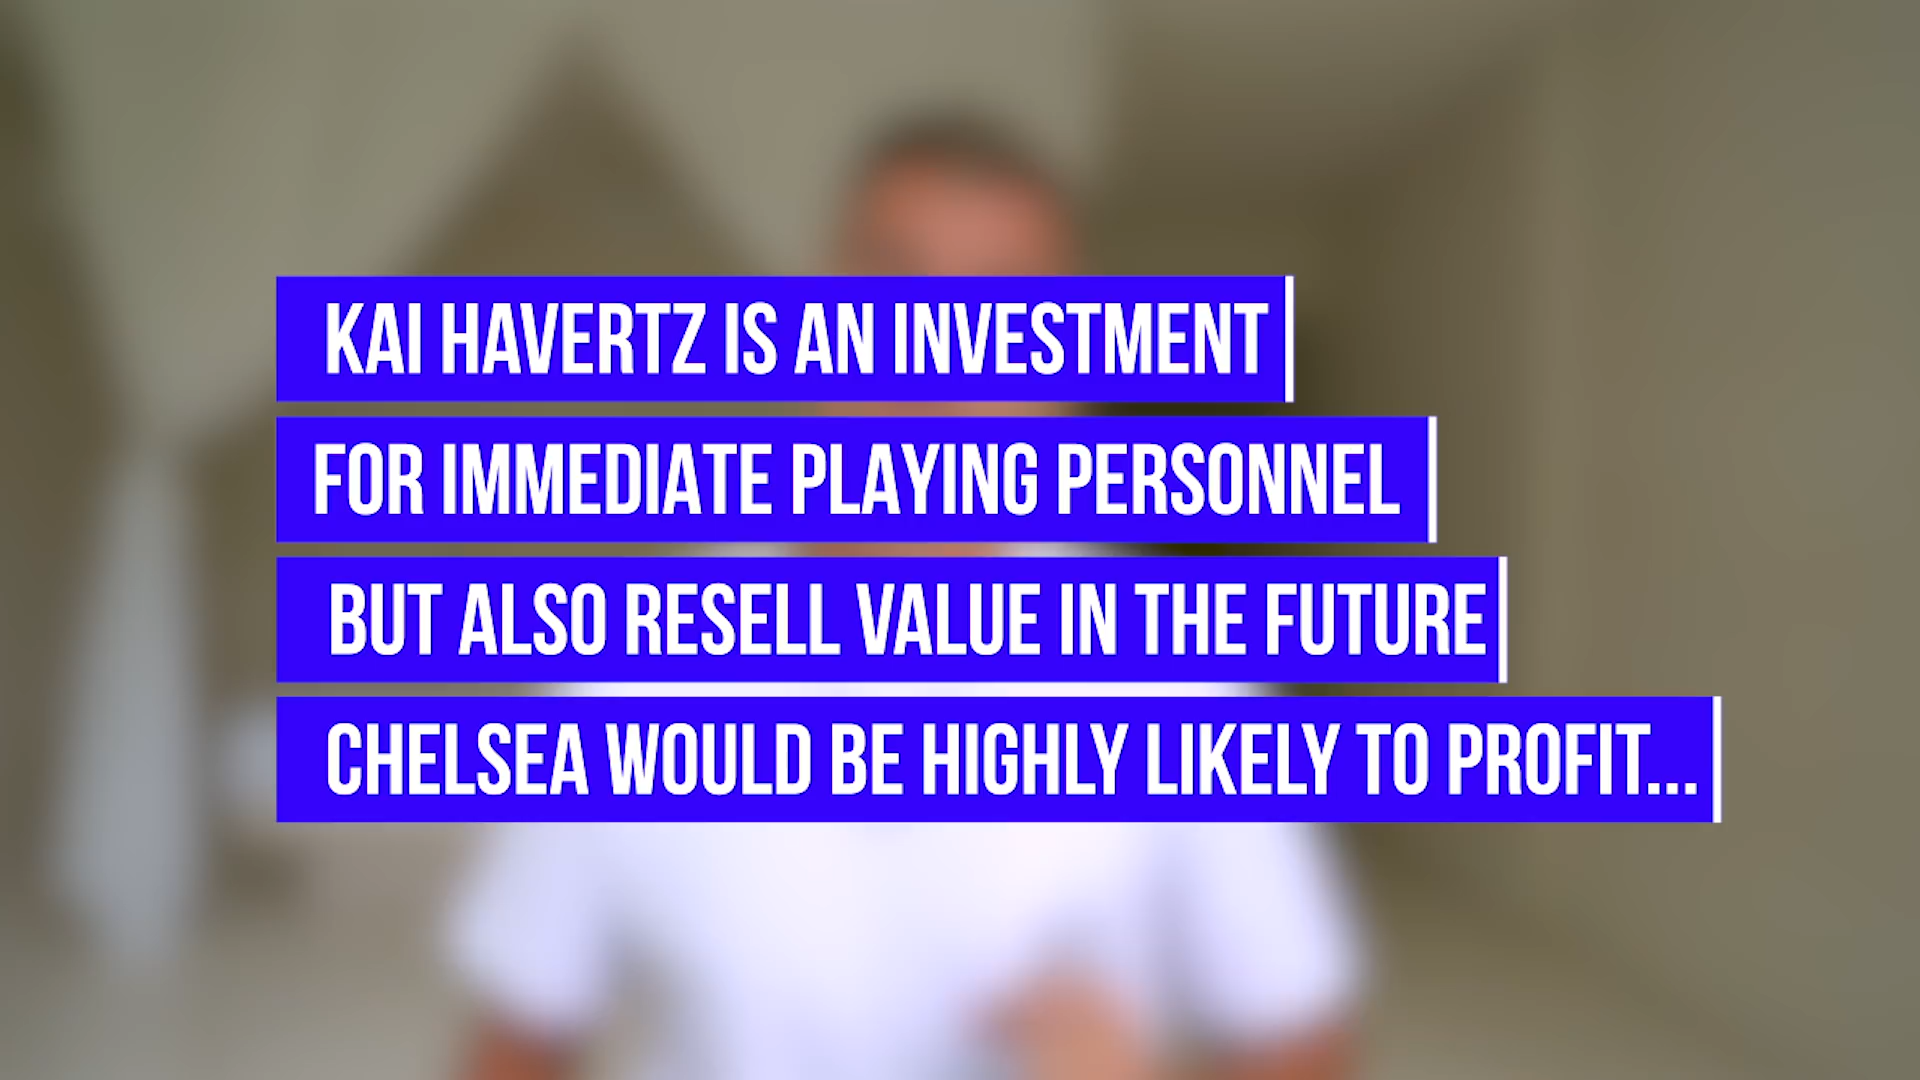 KAI HAVERTZ IS AN INVESTMENT
FOR IMMEDIATE PLAYING PERSONNEL
BUT ALSO RESELL VALUE IN THE FUTURE
CHELSEA WOULD BE HIGHLY LIKELY TO PROFIT...